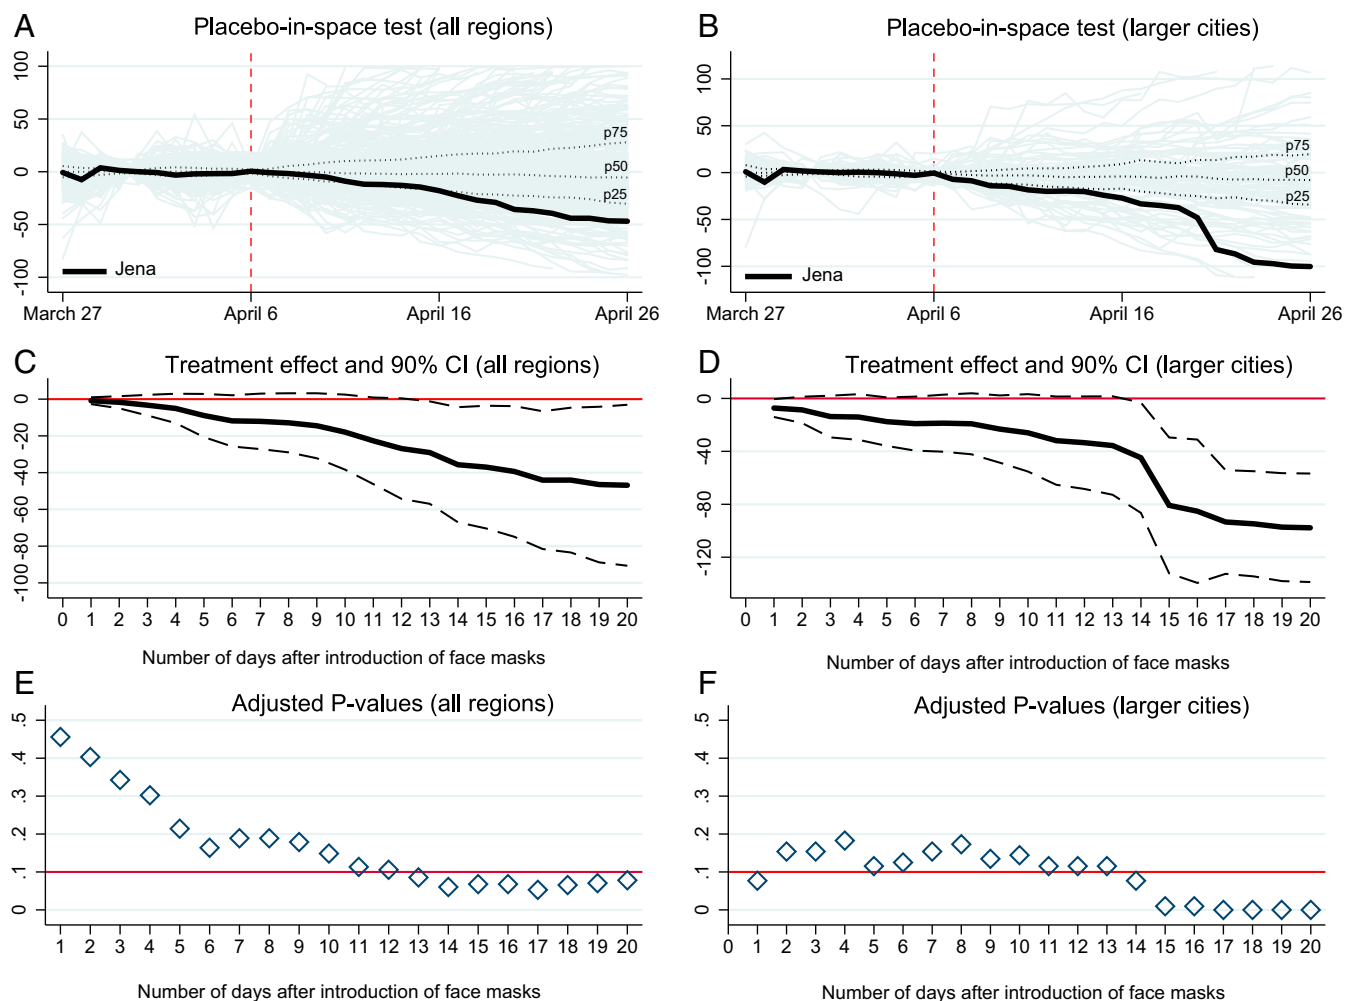 A
Placebo-in-space test (all regions)
100
50
0
-50
-100
p75
p50
p25
Jena
March 27
April 6
April 16
April 26
B
Placebo-in-space test (larger cities)
100
50
0
-50
-100
p75
p50
p25
Jena
March 27
April 6
April 16
April 26
C
Treatment effect and 90% CI (all regions)
0
-20
-40
-60
-80
-100
0 1 2 3 4 5 6 7 8 9 10 11 12 13 14 15 16 17 18 19 20
Number of days after introduction of face masks
D
Treatment effect and 90% CI (larger cities)
0
-40
-80
-120
0 1 2 3 4 5 6 7 8 9 10 11 12 13 14 15 16 17 18 19 20
Number of days after introduction of face masks
E
Adjusted P-values (all regions)
.5
.4
.3
.2
.1
0
1 2 3 4 5 6 7 8 9 10 11 12 13 14 15 16 17 18 19 20
Number of days after introduction of face masks
F
Adjusted P-values (larger cities)
.5
.4
.3
.2
.1
0
0 1 2 3 4 5 6 7 8 9 10 11 12 13 14 15 16 17 18 19 20
Number of days after introduction of face masks